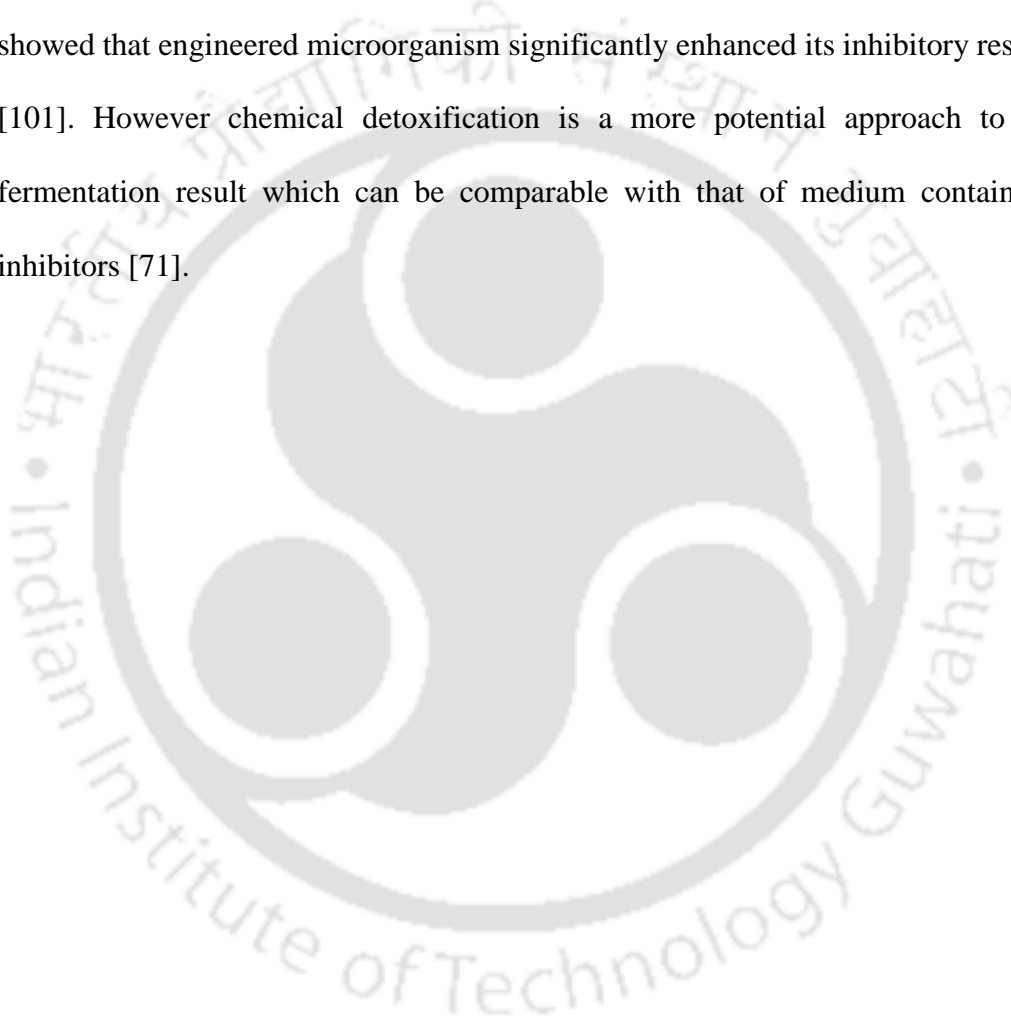 showed that engineered microorganism significantly enhanced its inhibitory res
[101]. However chemical detoxification is a more potential approach to
fermentation result which can be comparable with that of medium contain
inhibitors [71].
भारतीय प्रौद्योगिकी संस्थान गुवाहाटी
• Indian Institute of Technology Guwahati •